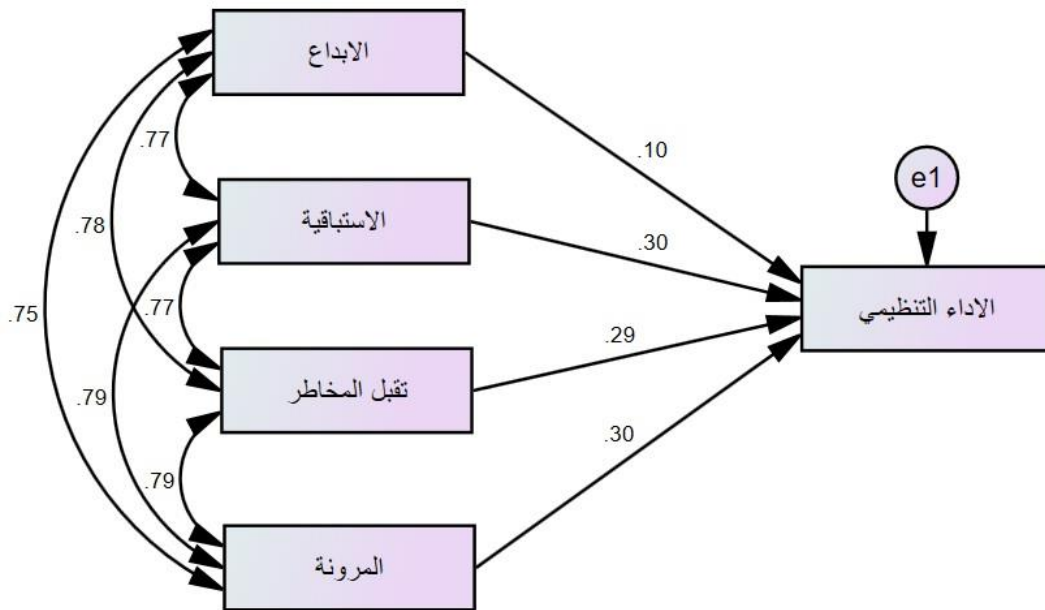 الابداع
.10
.77
e1
الاستباقية
.78
.30
الاداء التنظيمي
.77
.75
.29
تقبل المخاطر
.79
.30
.79
المرونة